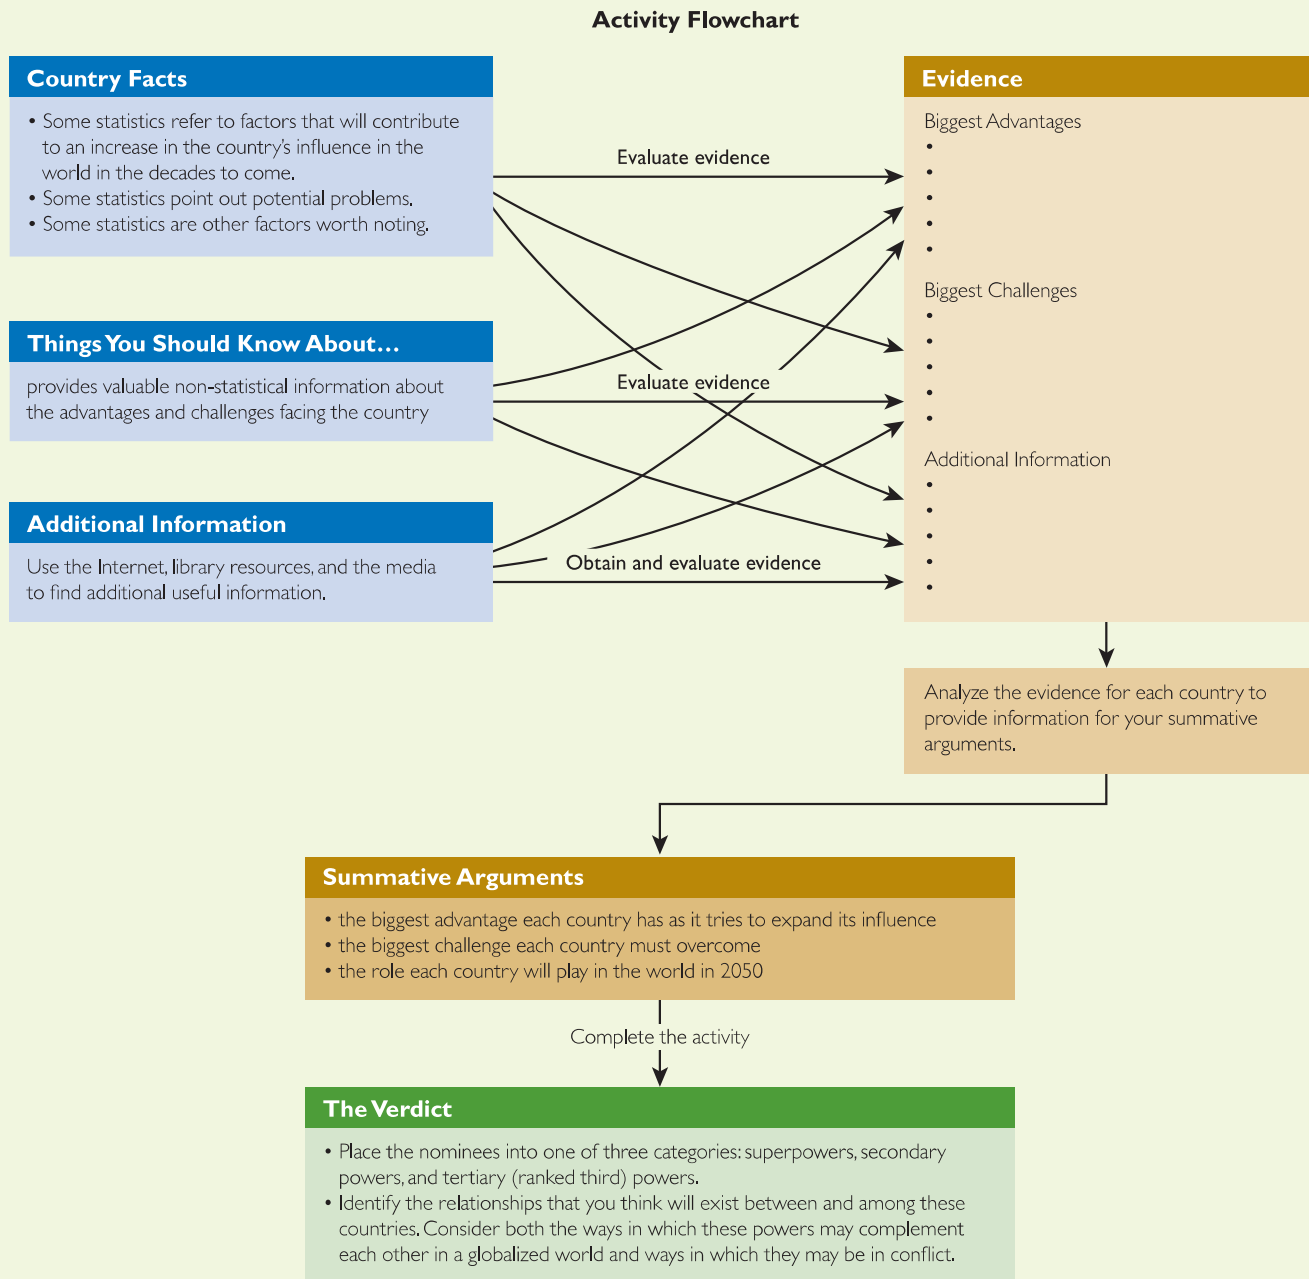 Activity Flowchart
Country Facts
• Some statistics refer to factors that will contribute
to an increase in the country's influence in the
world in the decades to come.
• Some statistics point out potential problems.
• Some statistics are other factors worth noting.
Things You Should Know About…
provides valuable non-statistical information about
the advantages and challenges facing the country
Additional Information
Use the Internet, library resources, and the media
to find additional useful information.
Evaluate evidence
Evaluate evidence
Obtain and evaluate evidence
Evidence
Biggest Advantages
•
•
•
•
•
Biggest Challenges
•
•
•
•
•
Additional Information
•
•
•
•
•
Analyze the evidence for each country to
provide information for your summative
arguments.
Summative Arguments
• the biggest advantage each country has as it tries to expand its influence
• the biggest challenge each country must overcome
• the role each country will play in the world in 2050
Complete the activity
The Verdict
• Place the nominees into one of three categories: superpowers, secondary
powers, and tertiary (ranked third) powers.
• Identify the relationships that you think will exist between and among these
countries. Consider both the ways in which these powers may complement
each other in a globalized world and ways in which they may be in conflict.